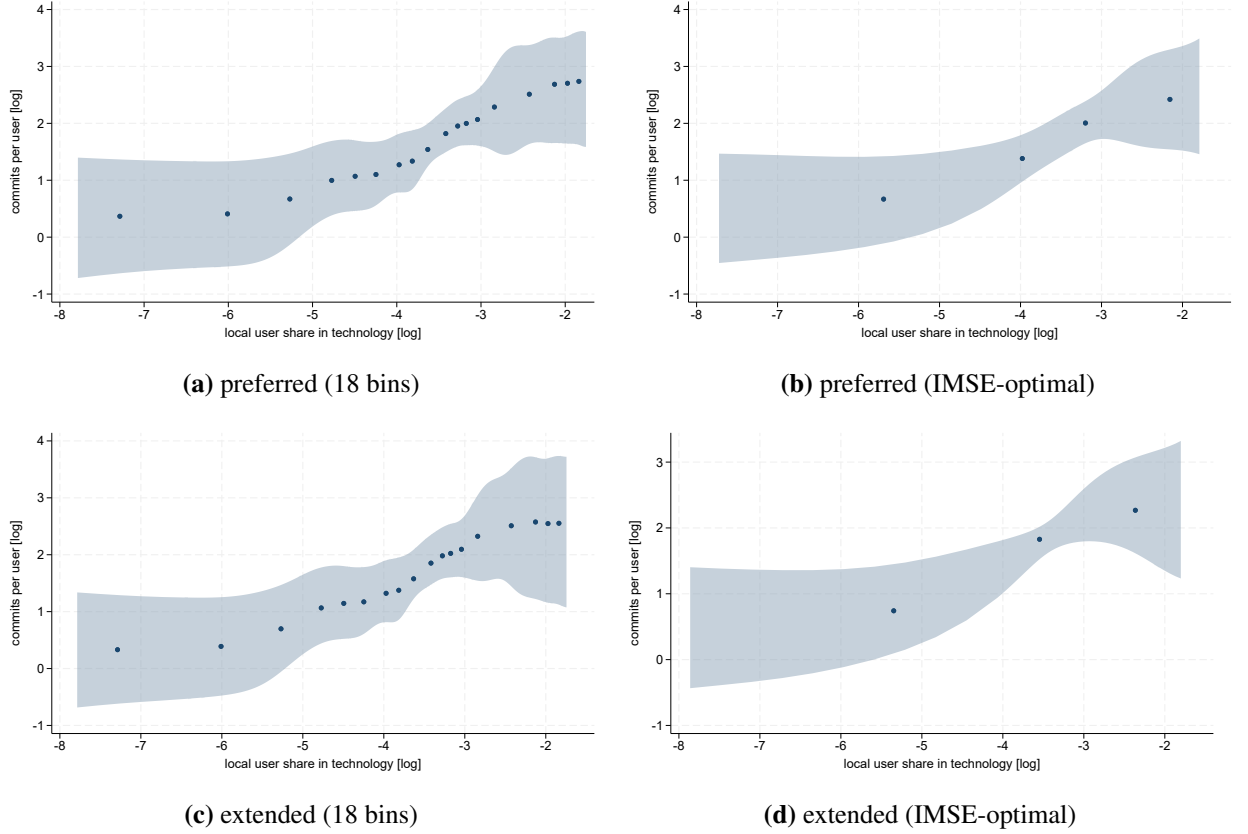 4
3
2
1
0
-1
commits per user [log]
-8 -7 -6 -5 -4 -3 -2
local user share in technology [log]
(a) preferred (18 bins)
4
3
2
1
0
-1
commits per user [log]
-8 -7 -6 -5 -4 -3 -2
local user share in technology [log]
(b) preferred (IMSE-optimal)
4
3
2
1
0
-1
commits per user [log]
-8 -7 -6 -5 -4 -3 -2
local user share in technology [log]
(c) extended (18 bins)
3
2
1
0
-1
commits per user [log]
-8 -7 -6 -5 -4 -3 -2
local user share in technology [log]
(d) extended (IMSE-optimal)